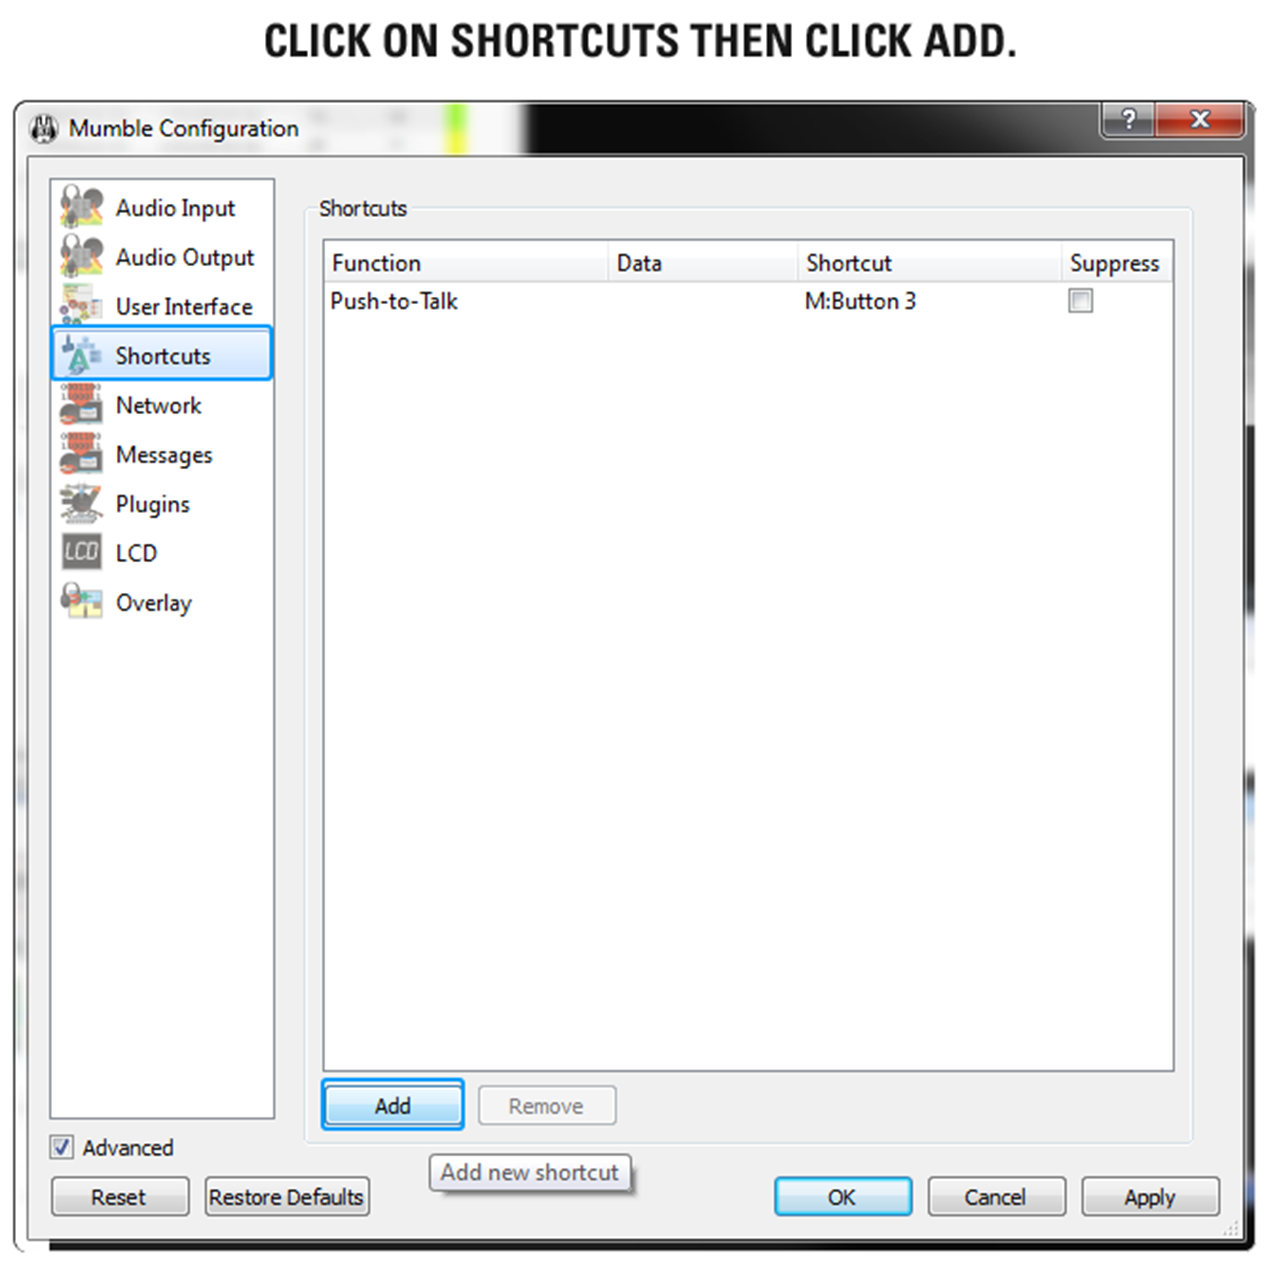 CLICK ON SHORTCUTS THEN CLICK ADD.
Mumble Configuration
?
Audio Input
Audio Output
User Interface
Shortcuts
Network
Messages
Plugins
LCD
LCD
Overlay
Shortcuts
Function Data Shortcut Suppress
Push-to-Talk M:Button 3
Add Remove
Advanced
Add new shortcut
Reset Restore Defaults OK Cancel Apply